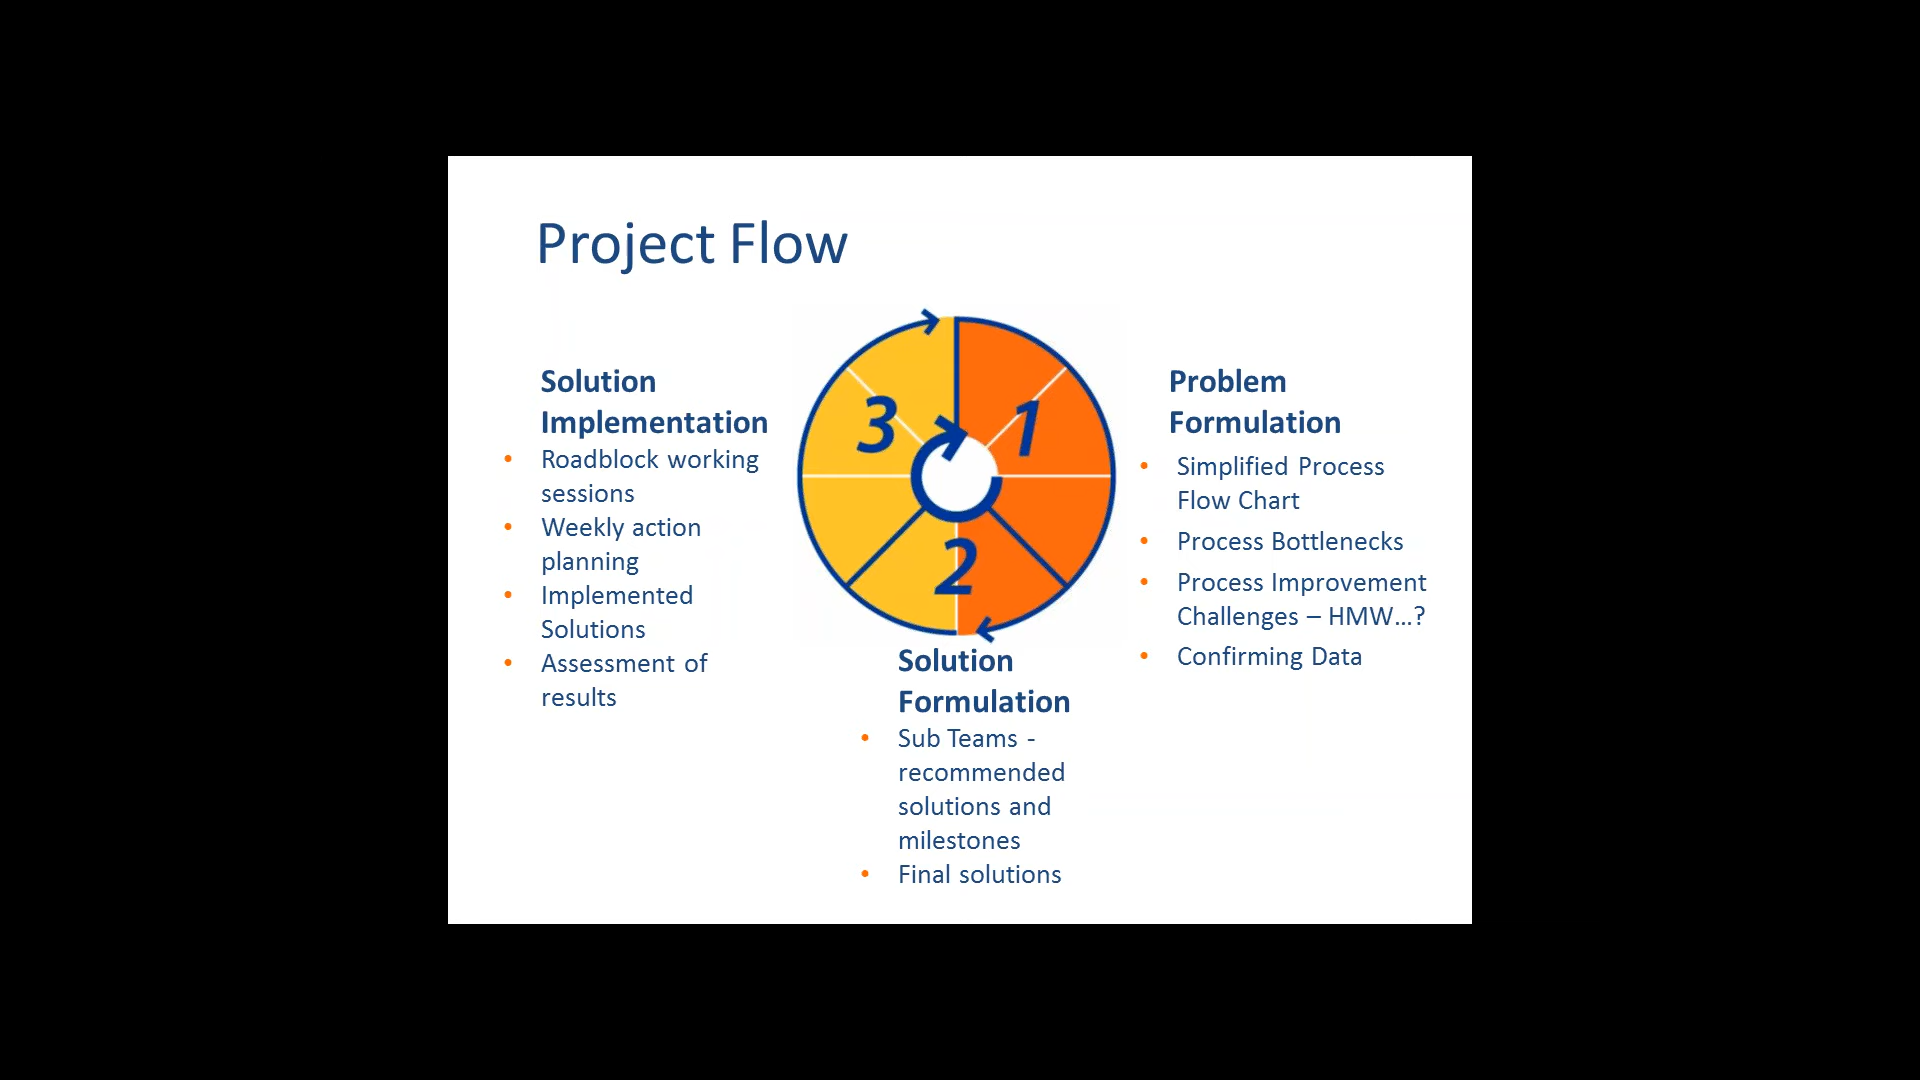 Project Flow
Solution
Implementation
• Roadblock working
sessions
• Weekly action
planning
• Implemented
Solutions
• Assessment of
results
3
1
2
Problem
Formulation
• Simplified Process
Flow Chart
• Process Bottlenecks
• Process Improvement
Challenges – HMW...?
• Confirming Data
Solution
Formulation
• Sub Teams -
recommended
solutions and
milestones
• Final solutions